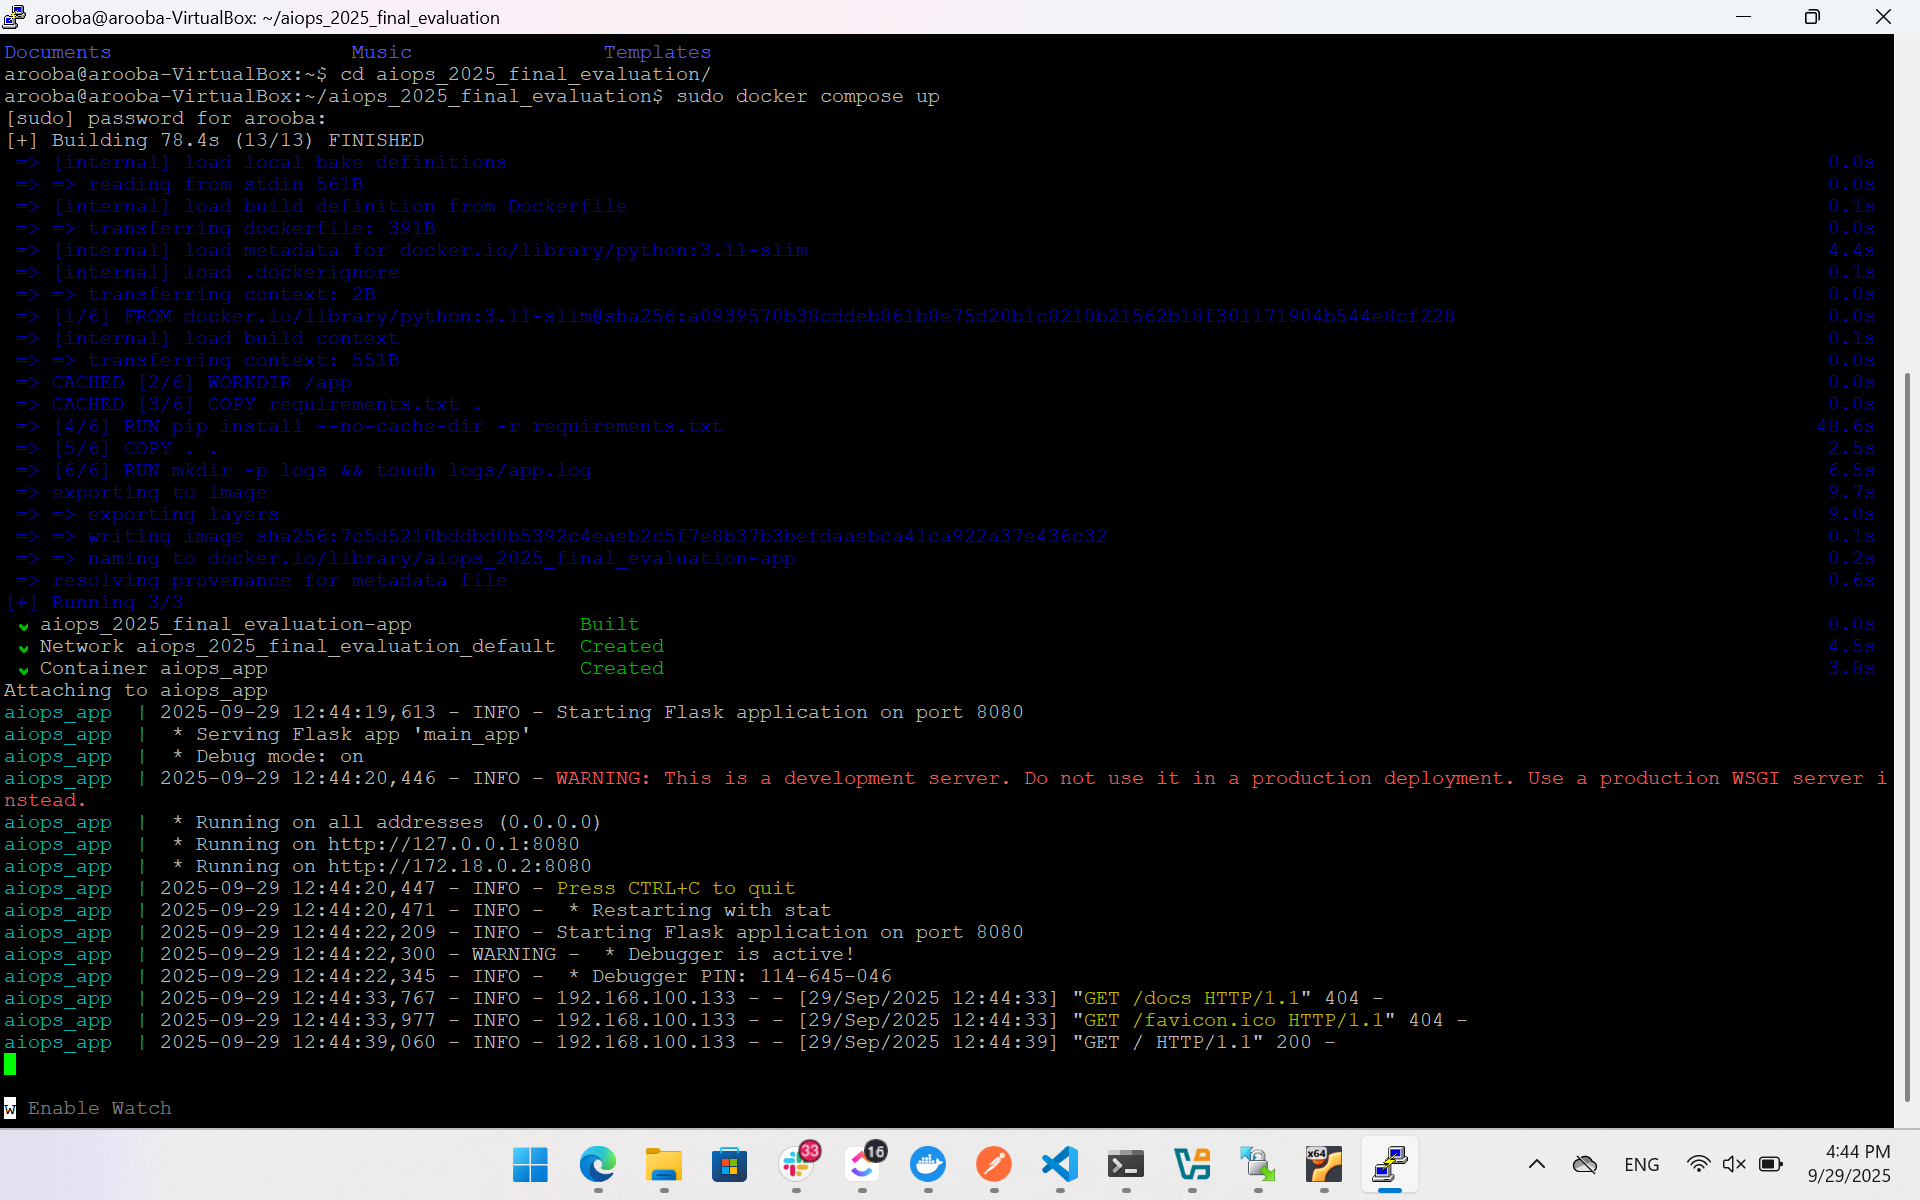 arooba@arooba-VirtualBox: ~/aiops_2025_final_evaluation
Documents Music Templates
arooba@arooba-VirtualBox:~$ cd aiops_2025_final_evaluation/
arooba@arooba-VirtualBox:~/aiops_2025_final_evaluation$ sudo docker compose up
[sudo] password for arooba:
[+] Building 78.4s (13/13) FINISHED
=> [internal] load local bake definitions 0.0s
=> => reading from stdin 561B 0.0s
=> [internal] load build definition from Dockerfile 0.1s
=> => transferring dockerfile: 391B 0.0s
=> [internal] load metadata for docker.io/library/python:3.11-slim 4.4s
=> [internal] load .dockerignore 0.1s
=> => transferring context: 2B 0.0s
=> [1/6] FROM docker.io/library/python:3.11-slim@sha256:a0939570b38cddeb861b8e75d20b1c8218b21562b18f301171904b544e8cf228 0.0s
=> [internal] load build context 0.1s
=> => transferring context: 551B 0.0s
=> CACHED [2/6] WORKDIR /app 0.0s
=> CACHED [3/6] COPY requirements.txt . 0.0s
=> [4/6] RUN pip install --no-cache-dir -r requirements.txt 48.6s
=> [5/6] COPY . . 2.5s
=> [6/6] RUN mkdir -p logs && touch logs/app.log 6.5s
=> exporting to image 9.7s
=> => exporting layers 9.0s
=> => writing image sha256:7c5d5210bddbd0b5392c4eaeb2c5f7e8b37b3befdaaebca41ca922a37e436c32 0.1s
=> => naming to docker.io/library/aiops_2025_final_evaluation-app 0.2s
=> resolving provenance for metadata file 0.6s
[+] Running 3/3
✔ aiops_2025_final_evaluation-app Built 0.0s
✔ Network aiops_2025_final_evaluation_default Created 4.5s
✔ Container aiops_app Created 3.8s
Attaching to aiops_app
aiops_app | 2025-09-29 12:44:19,613 - INFO - Starting Flask application on port 8080
aiops_app | * Serving Flask app 'main_app'
aiops_app | * Debug mode: on
aiops_app | 2025-09-29 12:44:20,446 - INFO - WARNING: This is a development server. Do not use it in a production deployment. Use a production WSGI server i
nstead.
aiops_app | * Running on all addresses (0.0.0.0)
aiops_app | * Running on http://127.0.0.1:8080
aiops_app | * Running on http://172.18.0.2:8080
aiops_app | 2025-09-29 12:44:20,447 - INFO - Press CTRL+C to quit
aiops_app | 2025-09-29 12:44:20,471 - INFO - * Restarting with stat
aiops_app | 2025-09-29 12:44:22,209 - INFO - Starting Flask application on port 8080
aiops_app | 2025-09-29 12:44:22,300 - WARNING - * Debugger is active!
aiops_app | 2025-09-29 12:44:22,345 - INFO - * Debugger PIN: 114-645-046
aiops_app | 2025-09-29 12:44:33,767 - INFO - 192.168.100.133 - - [29/Sep/2025 12:44:33] "GET /docs HTTP/1.1" 404 -
aiops_app | 2025-09-29 12:44:33,977 - INFO - 192.168.100.133 - - [29/Sep/2025 12:44:33] "GET /favicon.ico HTTP/1.1" 404 -
aiops_app | 2025-09-29 12:44:39,060 - INFO - 192.168.100.133 - - [29/Sep/2025 12:44:39] "GET / HTTP/1.1" 200 -
w Enable Watch
33
16
x64
ENG
4:44 PM
9/29/2025